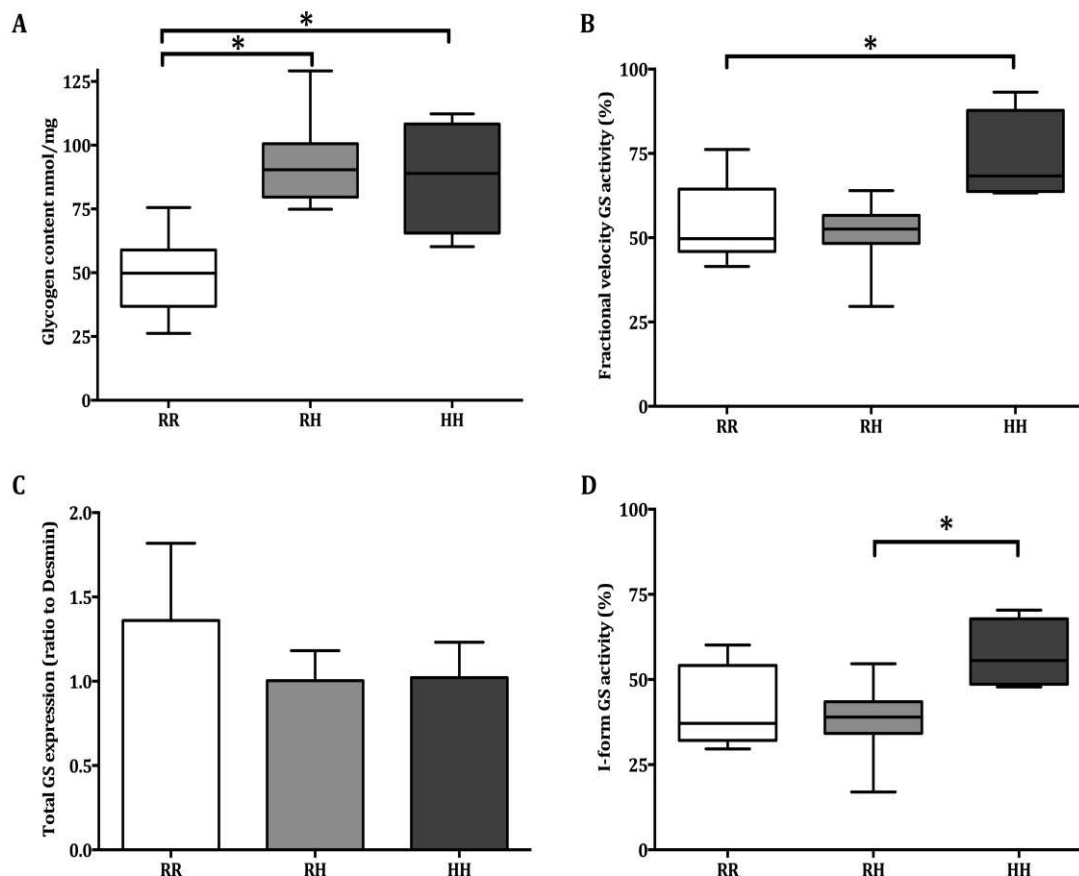 A
*
*
Glycogen content nmol/mg
125
100
75
50
25
0
RR
RH
HH
B
*
Fractional velocity GS activity (%)
100
75
50
25
0
RR
RH
HH
C
Total GS expression (ratio to Desmin)
2.0
1.5
1.0
0.5
0.0
RR
RH
HH
D
*
I-form GS activity (%)
100
75
50
25
0
RR
RH
HH